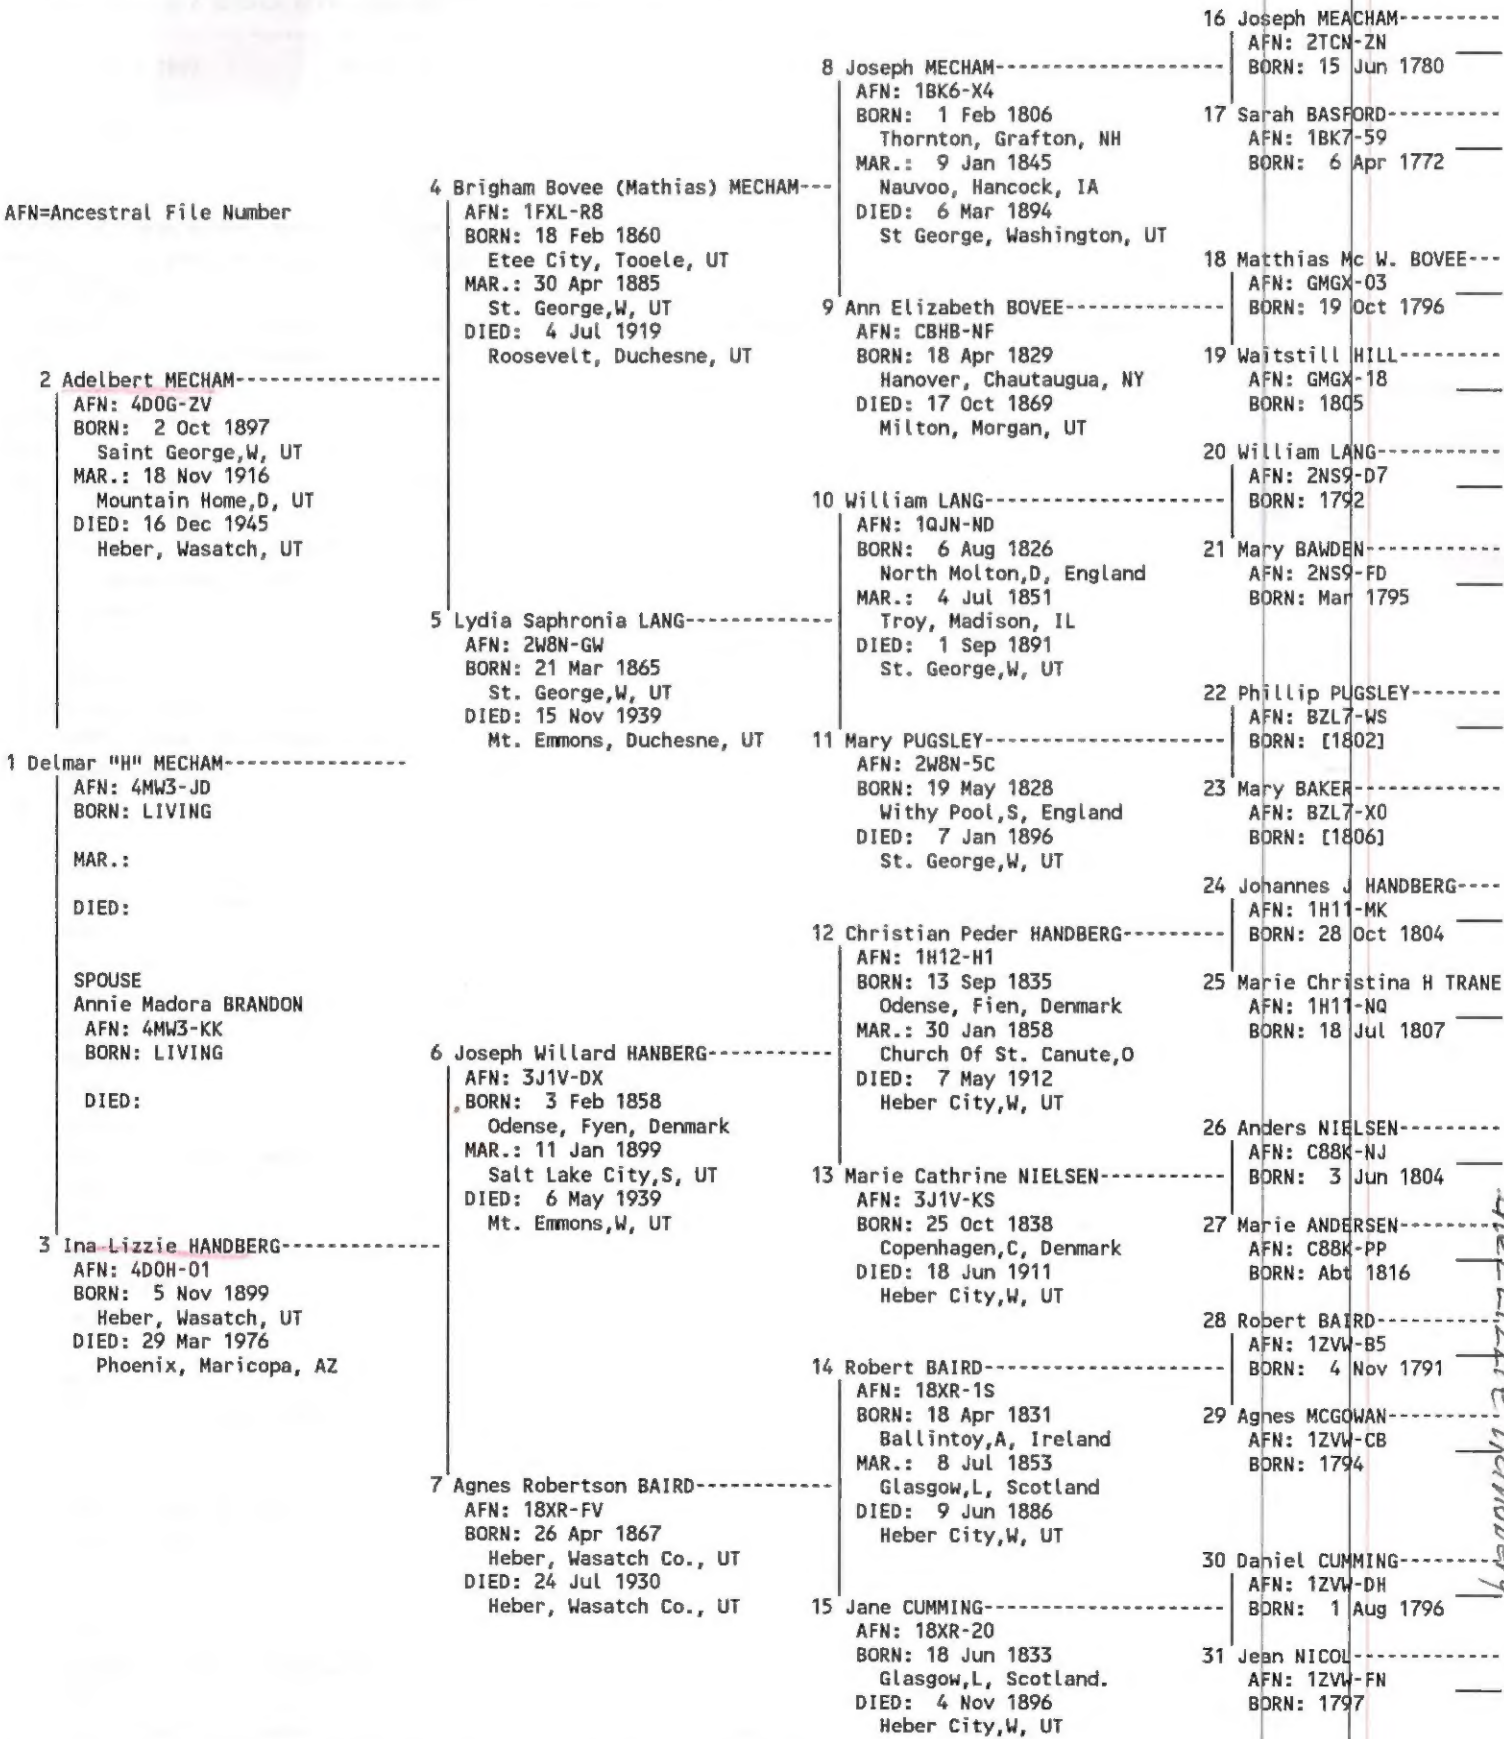 AFN=Ancestral File Number
1 Delmar "H" MECHAM---------------
AFN: 4MW3-JD
BORN: LIVING
MAR.:
DIED:
SPOUSE
Annie Madora BRANDON
AFN: 4MW3-KK
BORN: LIVING
DIED:
2 Adelbert MECHAM-----------------
AFN: 4DOG-ZV
BORN:  2 Oct 1897
Saint George,W, UT
MAR.: 18 Nov 1916
Mountain Home,D, UT
DIED: 16 Dec 1945
Heber, Wasatch, UT
3 Ina Lizzie HANDBERG-------------
AFN: 4DOH-01
BORN:  5 Nov 1899
Heber, Wasatch, UT
DIED: 29 Mar 1976
Phoenix, Maricopa, AZ
4 Brigham Bovee (Mathias) MECHAM---
AFN: 1FXL-R8
BORN: 18 Feb 1860
Etee City, Tooele, UT
MAR.: 30 Apr 1885
St. George,W, UT
DIED:  4 Jul 1919
Roosevelt, Duchesne, UT
5 Lydia Saphronia LANG-------------
AFN: 2W8N-GW
BORN: 21 Mar 1865
St. George,W, UT
DIED: 15 Nov 1939
Mt. Emmons, Duchesne, UT
6 Joseph Willard HANBERG-----------
AFN: 3J1V-DX
BORN:  3 Feb 1858
Odense, Fyen, Denmark
MAR.: 11 Jan 1899
Salt Lake City,S, UT
DIED:  6 May 1939
Mt. Emmons,W, UT
7 Agnes Robertson BAIRD------------
AFN: 18XR-FV
BORN: 26 Apr 1867
Heber, Wasatch Co., UT
DIED: 24 Jul 1930
Heber, Wasatch Co., UT
8 Joseph MECHAM-------------------
AFN: 1BK6-X4
BORN:  1 Feb 1806
Thornton, Grafton, NH
MAR.:  9 Jan 1845
Nauvoo, Hancock, IA
DIED:  6 Mar 1894
St George, Washington, UT
9 Ann Elizabeth BOVEE-------------
AFN: CBHB-NF
BORN: 18 Apr 1829
Hanover, Chautaugua, NY
DIED: 17 Oct 1869
Milton, Morgan, UT
10 William LANG--------------------
AFN: 1QJN-ND
BORN:  6 Aug 1826
North Molton,D, England
MAR.:  4 Jul 1851
Troy, Madison, IL
DIED:  1 Sep 1891
St. George,W, UT
11 Mary PUGSLEY--------------------
AFN: 2W8N-5C
BORN: 19 May 1828
Withy Pool,S, England
DIED:  7 Jan 1896
St. George,W, UT
12 Christian Peder HANDBERG--------
AFN: 1H12-H1
BORN: 13 Sep 1835
Odense, Fien, Denmark
MAR.: 30 Jan 1858
Church Of St. Canute,O
DIED:  7 May 1912
Heber City,W, UT
13 Marie Cathrine NIELSEN----------
AFN: 3J1V-KS
BORN: 25 Oct 1838
Copenhagen,C, Denmark
DIED: 18 Jun 1911
Heber City,W, UT
14 Robert BAIRD--------------------
AFN: 18XR-1S
BORN: 18 Apr 1831
Ballintoy,A, Ireland
MAR.:  8 Jul 1853
Glasgow,L, Scotland
DIED:  9 Jun 1886
Heber City,W, UT
15 Jane CUMMING--------------------
AFN: 18XR-20
BORN: 18 Jun 1833
Glasgow,L, Scotland.
DIED:  4 Nov 1896
Heber City,W, UT
16 Joseph MEACHAM---------
AFN: 2TCN-ZN
BORN: 15 Jun 1780
17 Sarah BASFORD----------
AFN: 1BK7-59
BORN:  6 Apr 1772
18 Matthias Mc W. BOVEE---
AFN: GMGX-03
BORN: 19 Oct 1796
19 Waitstill HILL---------
AFN: GMGX-18
BORN: 1805
20 William LANG-----------
AFN: 2NS9-D7
BORN: 1792
21 Mary BAWDEN------------
AFN: 2NS9-FD
BORN: Mar 1795
22 Phillip PUGSLEY--------
AFN: BZL7-WS
BORN: [1802]
23 Mary BAKER-------------
AFN: BZL7-X0
BORN: [1806]
24 Johannes J HANDBERG----
AFN: 1H11-MK
BORN: 28 Oct 1804
25 Marie Christina H TRANE
AFN: 1H11-NQ
BORN: 18 Jul 1807
26 Anders NIELSEN---------
AFN: C88K-NJ
BORN:  3 Jun 1804
27 Marie ANDERSEN---------
AFN: C88K-PP
BORN: Abt 1816
28 Robert BAIRD-----------
AFN: 1ZVW-B5
BORN:  4 Nov 1791
29 Agnes MCGOWAN----------
AFN: 1ZVW-CB
BORN: 1794
30 Daniel CUMMING---------
AFN: 1ZVW-DH
BORN:  1 Aug 1796
31 Jean NICOL-------------
AFN: 1ZVW-FN
BORN: 1797